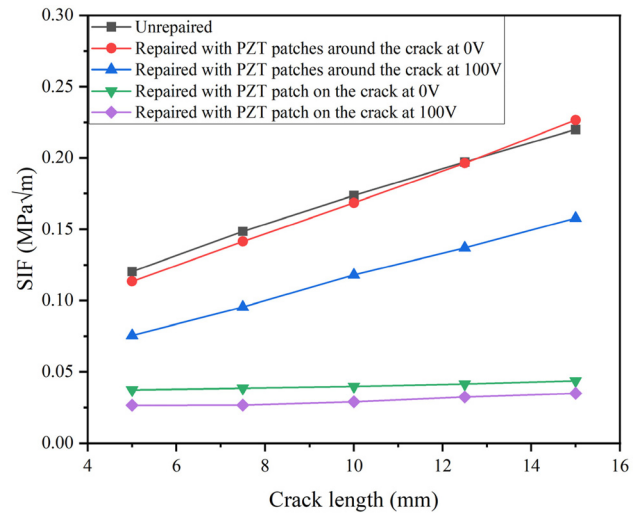 0.30
0.25
0.20
0.15
0.10
0.05
0.00
SIF (MPa√m)
Unrepaired
Repaired with PZT patches around the crack at 0V
Repaired with PZT patches around the crack at 100V
Repaired with PZT patch on the crack at 0V
Repaired with PZT patch on the crack at 100V
4 6 8 10 12 14 16
Crack length (mm)